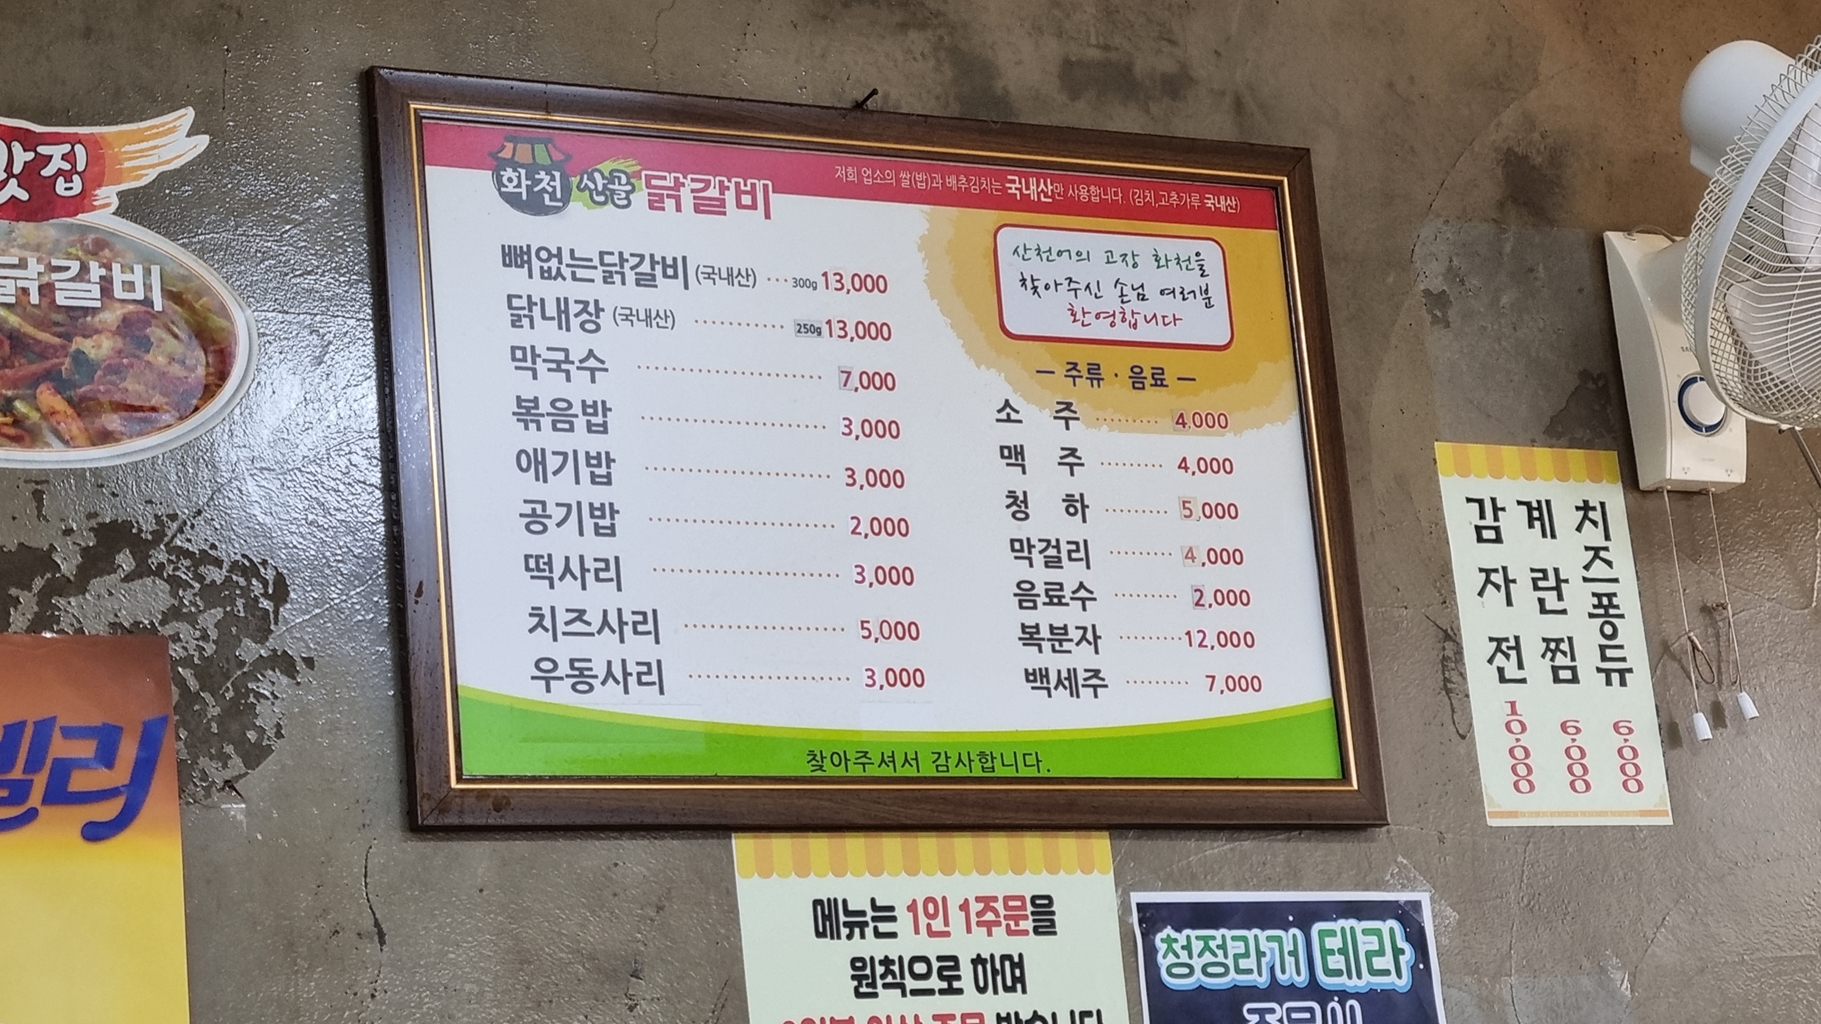 맛집
닭갈비
화천 산골 닭갈비
저희 업소의 쌀(밥)과 배추김치는 국내산만 사용합니다. (김치,고추가루 국내산)
뼈없는닭갈비 (국내산) ··· 300g 13,000
닭내장 (국내산) ··········· 250g 13,000
막국수 ······················ 7,000
볶음밥 ······················ 3,000
애기밥 ······················ 3,000
공기밥 ······················ 2,000
떡사리 ······················ 3,000
치즈사리 ··················· 5,000
우동사리 ··················· 3,000
산천어의 고장 화천을
찾아주신 손님 여러분
환영합니다
– 주류 · 음료 –
소 주 ·········· 4,000
맥 주 ········· 4,000
청 하 ·········· 5,000
막걸리 ········· 4,000
음료수 ········· 2,000
복분자 ········ 12,000
백세주 ········· 7,000
찾아주셔서 감사합니다.
감자전 10,000
계란찜 6,000
치즈퐁듀 6,000
메뉴는 1인 1주문을
원칙으로 하며
청정라거 테라